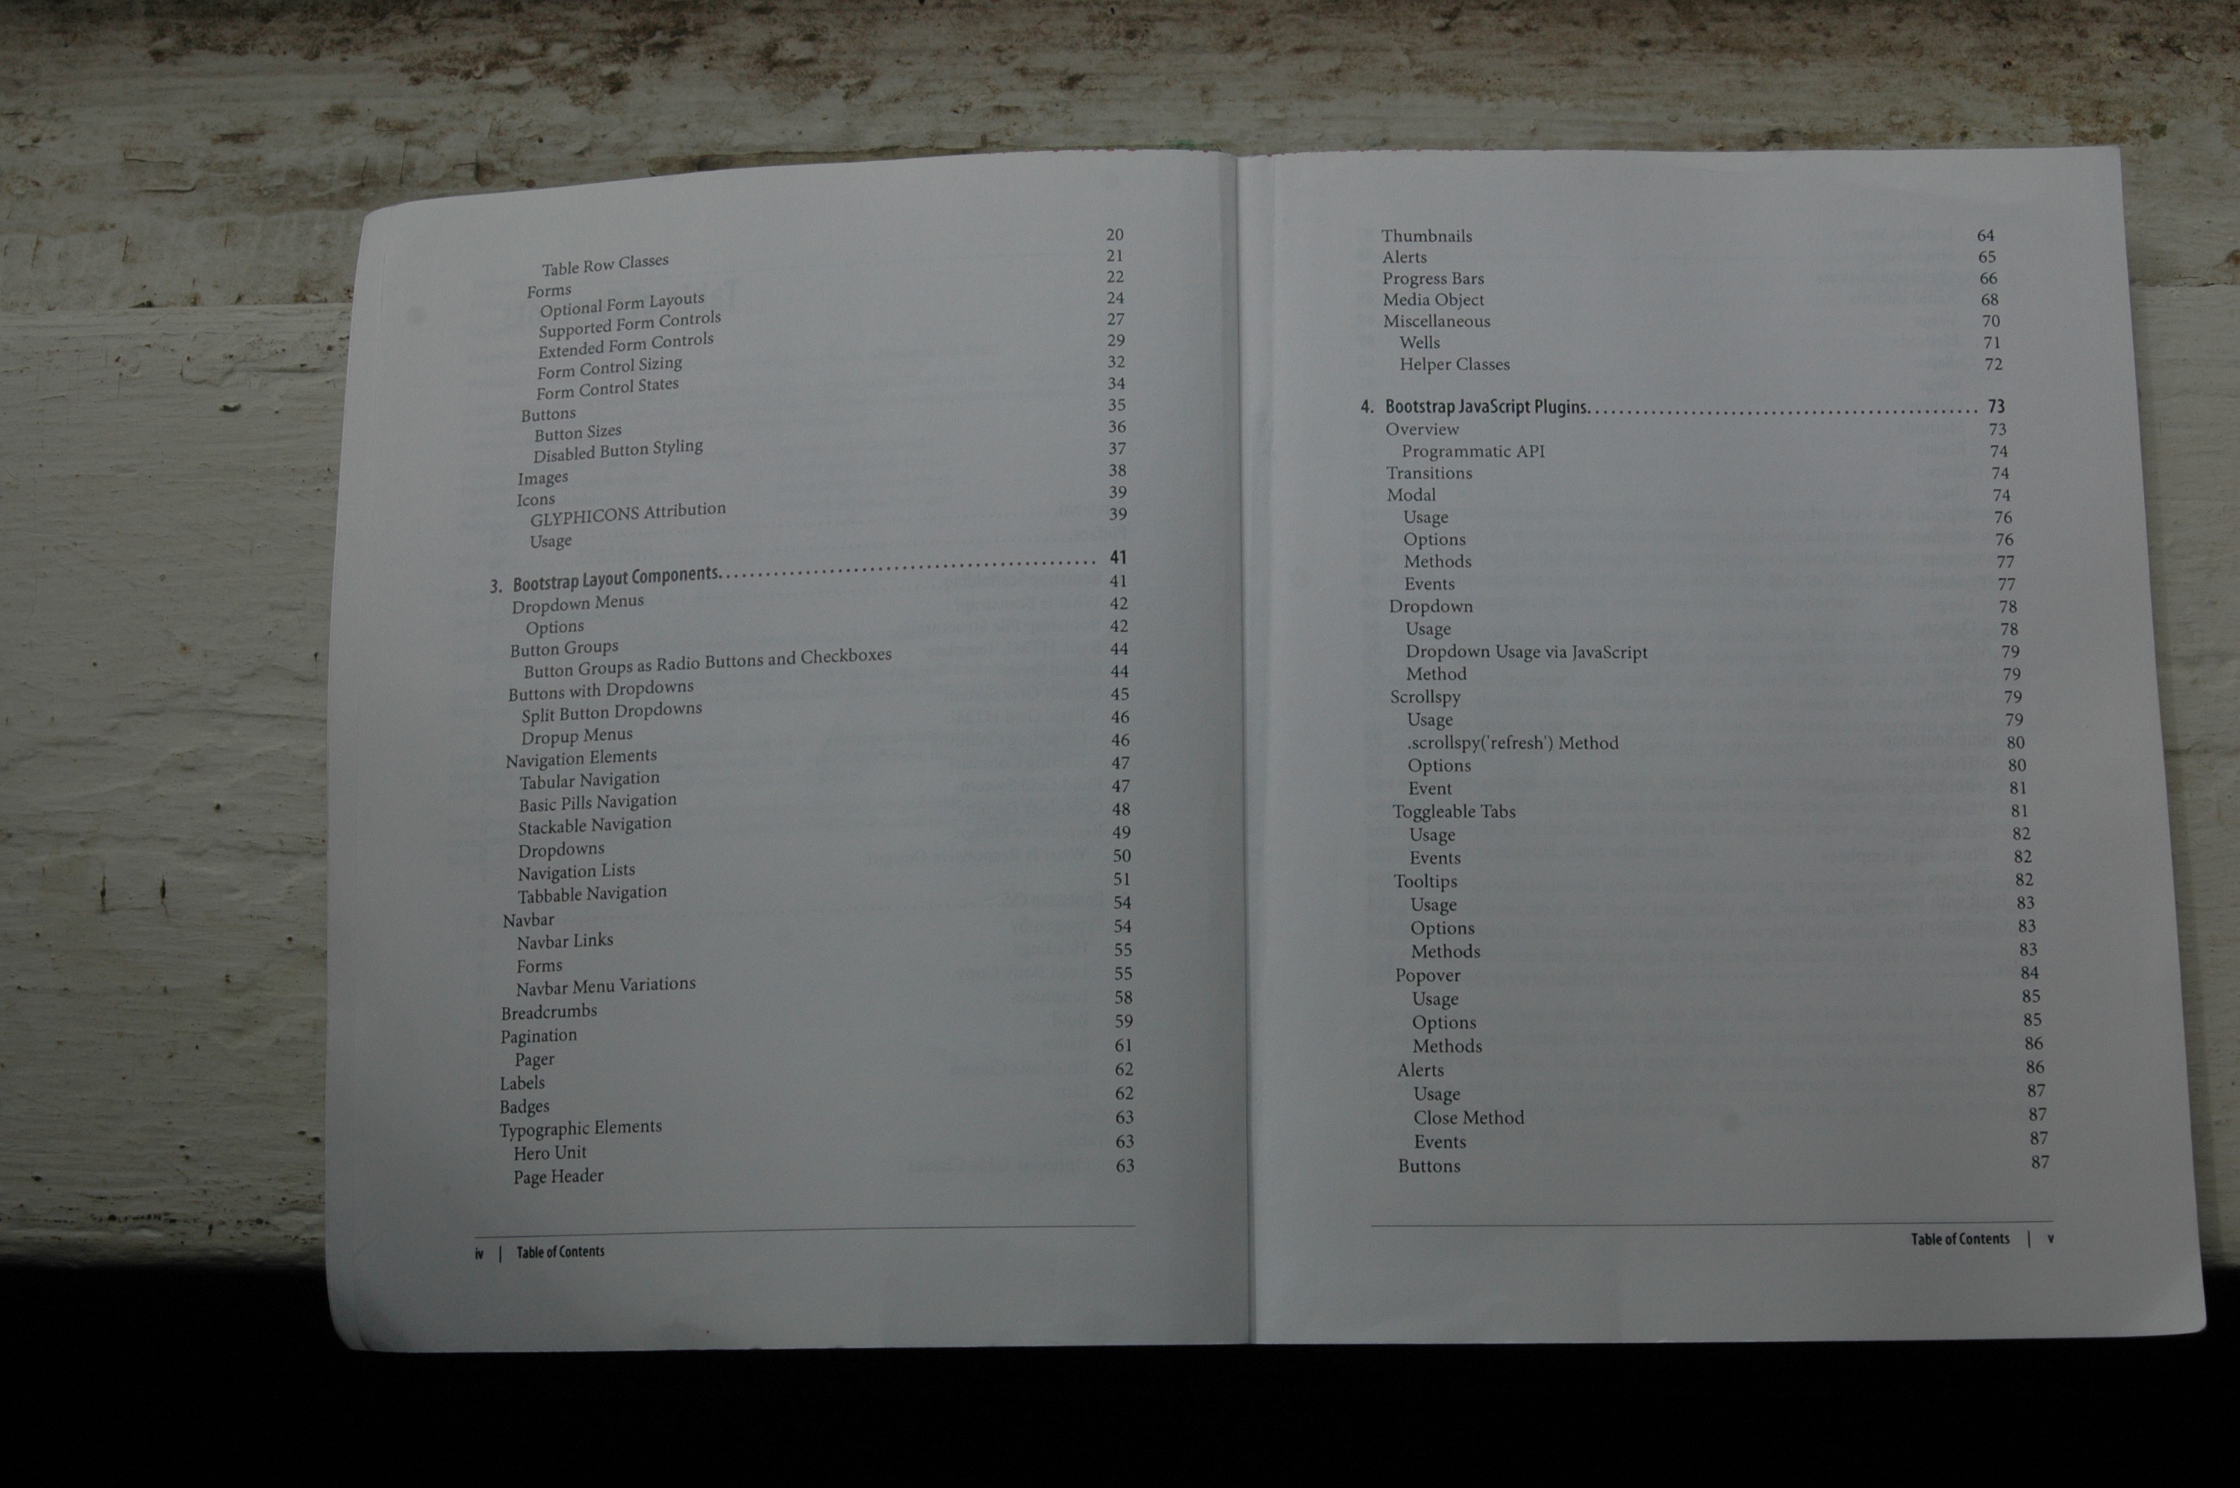 Table Row Classes 20
Forms 21
Optional Form Layouts 22
Supported Form Controls 24
Extended Form Controls 27
Form Control Sizing 29
Form Control States 32
Buttons 34
Button Sizes 35
Disabled Button Styling 36
Images 37
Icons 38
GLYPHICONS Attribution 39
Usage 39
3. Bootstrap Layout Components. . . . . . . . . . . . . . . . . . . . . . . . . . . . . . . . . . . . . . . . . . . . . . . . 41
Dropdown Menus 41
Options 42
Button Groups 42
Button Groups as Radio Buttons and Checkboxes 44
Buttons with Dropdowns 44
Split Button Dropdowns 45
Dropup Menus 46
Navigation Elements 46
Tabular Navigation 47
Basic Pills Navigation 47
Stackable Navigation 48
Dropdowns 49
Navigation Lists 50
Tabbable Navigation 51
Navbar 54
Navbar Links 54
Forms 55
Navbar Menu Variations 55
Breadcrumbs 58
Pagination 59
Pager 61
Labels 62
Badges 62
Typographic Elements 63
Hero Unit 63
Page Header 63
iv | Table of Contents
Thumbnails 64
Alerts 65
Progress Bars 66
Media Object 68
Miscellaneous 70
Wells 71
Helper Classes 72
4. Bootstrap JavaScript Plugins. . . . . . . . . . . . . . . . . . . . . . . . . . . . . . . . . . . . . . . . . . . . . . . . . 73
Overview 73
Programmatic API 74
Transitions 74
Modal 74
Usage 76
Options 76
Methods 77
Events 77
Dropdown 78
Usage 78
Dropdown Usage via JavaScript 79
Method 79
Scrollspy 79
Usage 79
.scrollspy('refresh') Method 80
Options 80
Event 81
Toggleable Tabs 81
Usage 82
Events 82
Tooltips 82
Usage 83
Options 83
Methods 83
Popover 84
Usage 85
Options 85
Methods 86
Alerts 86
Usage 87
Close Method 87
Events 87
Buttons 87
Table of Contents | v